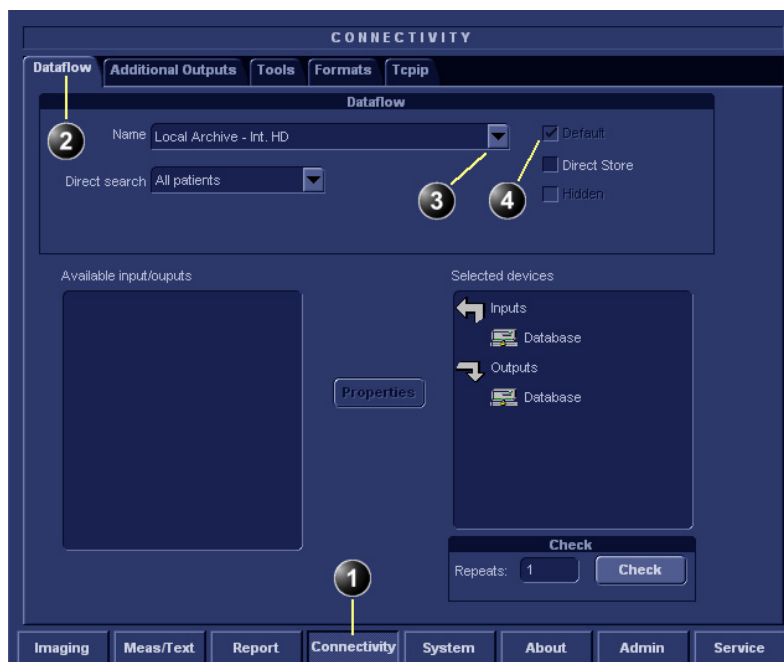 CONNECTIVITY
Dataflow Additional Outputs Tools Formats Tcpip
Dataflow
2
Name Local Archive - Int. HD
Default
Direct search All patients
3
4
Direct Store
Hidden
Available input/ouputs
Selected devices
Inputs
Database
Outputs
Database
Properties
Check
Repeats: 1 Check
1
Imaging Meas/Text Report Connectivity System About Admin Service